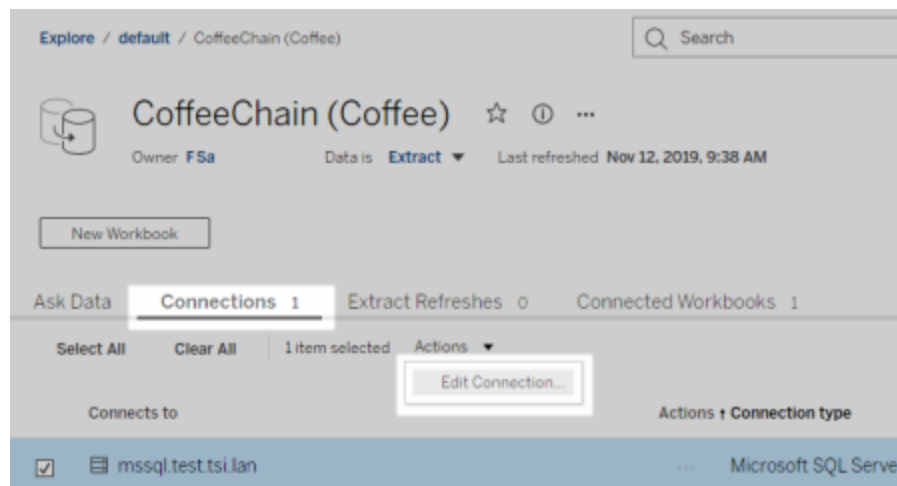 Explore / default / CoffeeChain (Coffee)
Search
CoffeeChain (Coffee)
Owner FSa Data is Extract Last refreshed Nov 12, 2019, 9:38 AM
New Workbook
Ask Data Connections 1 Extract Refreshes 0 Connected Workbooks 1
Select All Clear All 1 item selected Actions
Edit Connection...
Connects to Actions ↑ Connection type
mssql.test.tsi.lan ... Microsoft SQL Serve